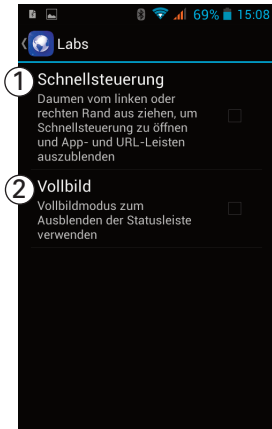 69% 15:08
Labs
1 Schnellsteuerung
Daumen vom linken oder
rechten Rand aus ziehen, um
Schnellsteuerung zu öffnen
und App- und URL-Leisten
auszublenden
2 Vollbild
Vollbildmodus zum
Ausblenden der Statusleiste
verwenden